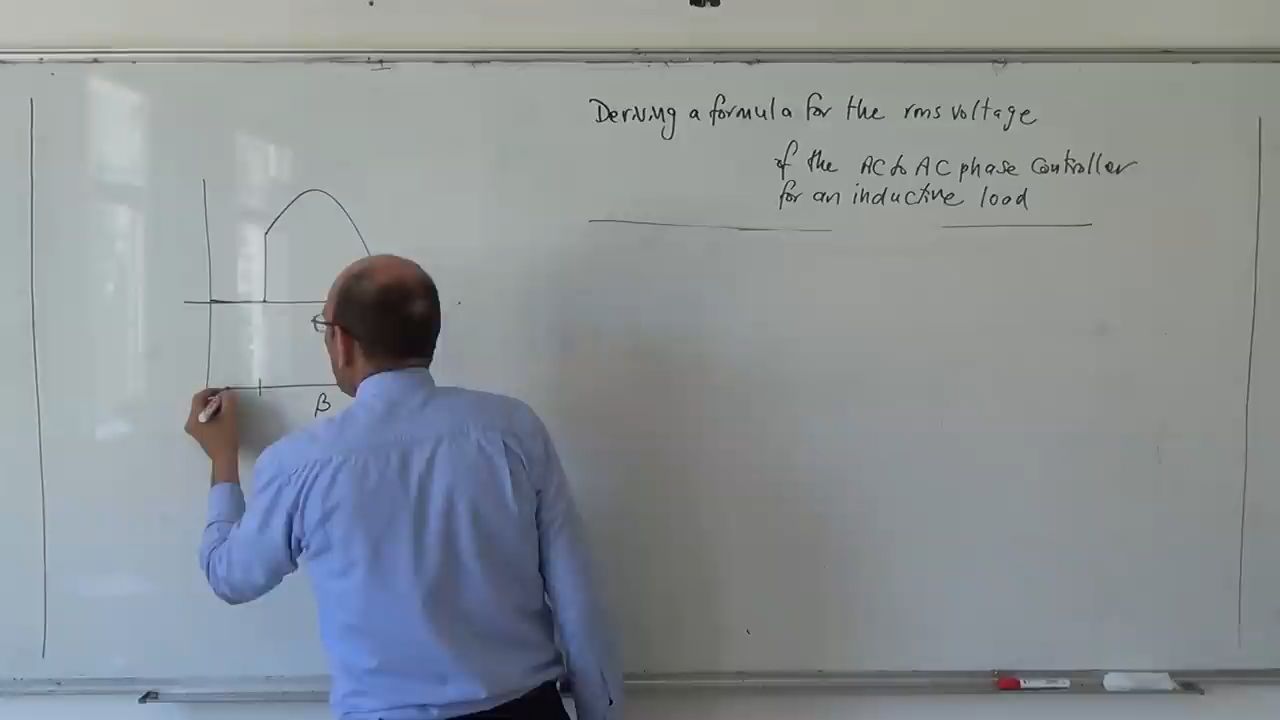 Deriving a formula for the rms voltage
of the AC to AC phase controller
for an inductive load
β